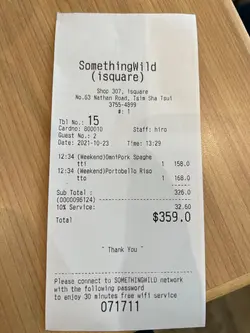 SomethingWild
(isquare)
Shop 307, isquare
No.63 Nathan Road, Tsim Sha Tsui
3755-4899
#: 1
Tbl No.: 15
Cardno: 000010 Staff: hiro
Guest No.: 2
Date: 2021-10-23 Time: 13:29
12:34 (Weekend)OmniPork Spaghe
tti 1 158.0
12:34 (Weekend)Portobello Riso
tto 1 168.0
Sub Total : 326.0
(0000096124)
10% Service: 32.60
Total $359.0
" Thank You "
Please connect to SOMETHINGWILD network
with the following password
to enjoy 30 minutes free wifi service
071711